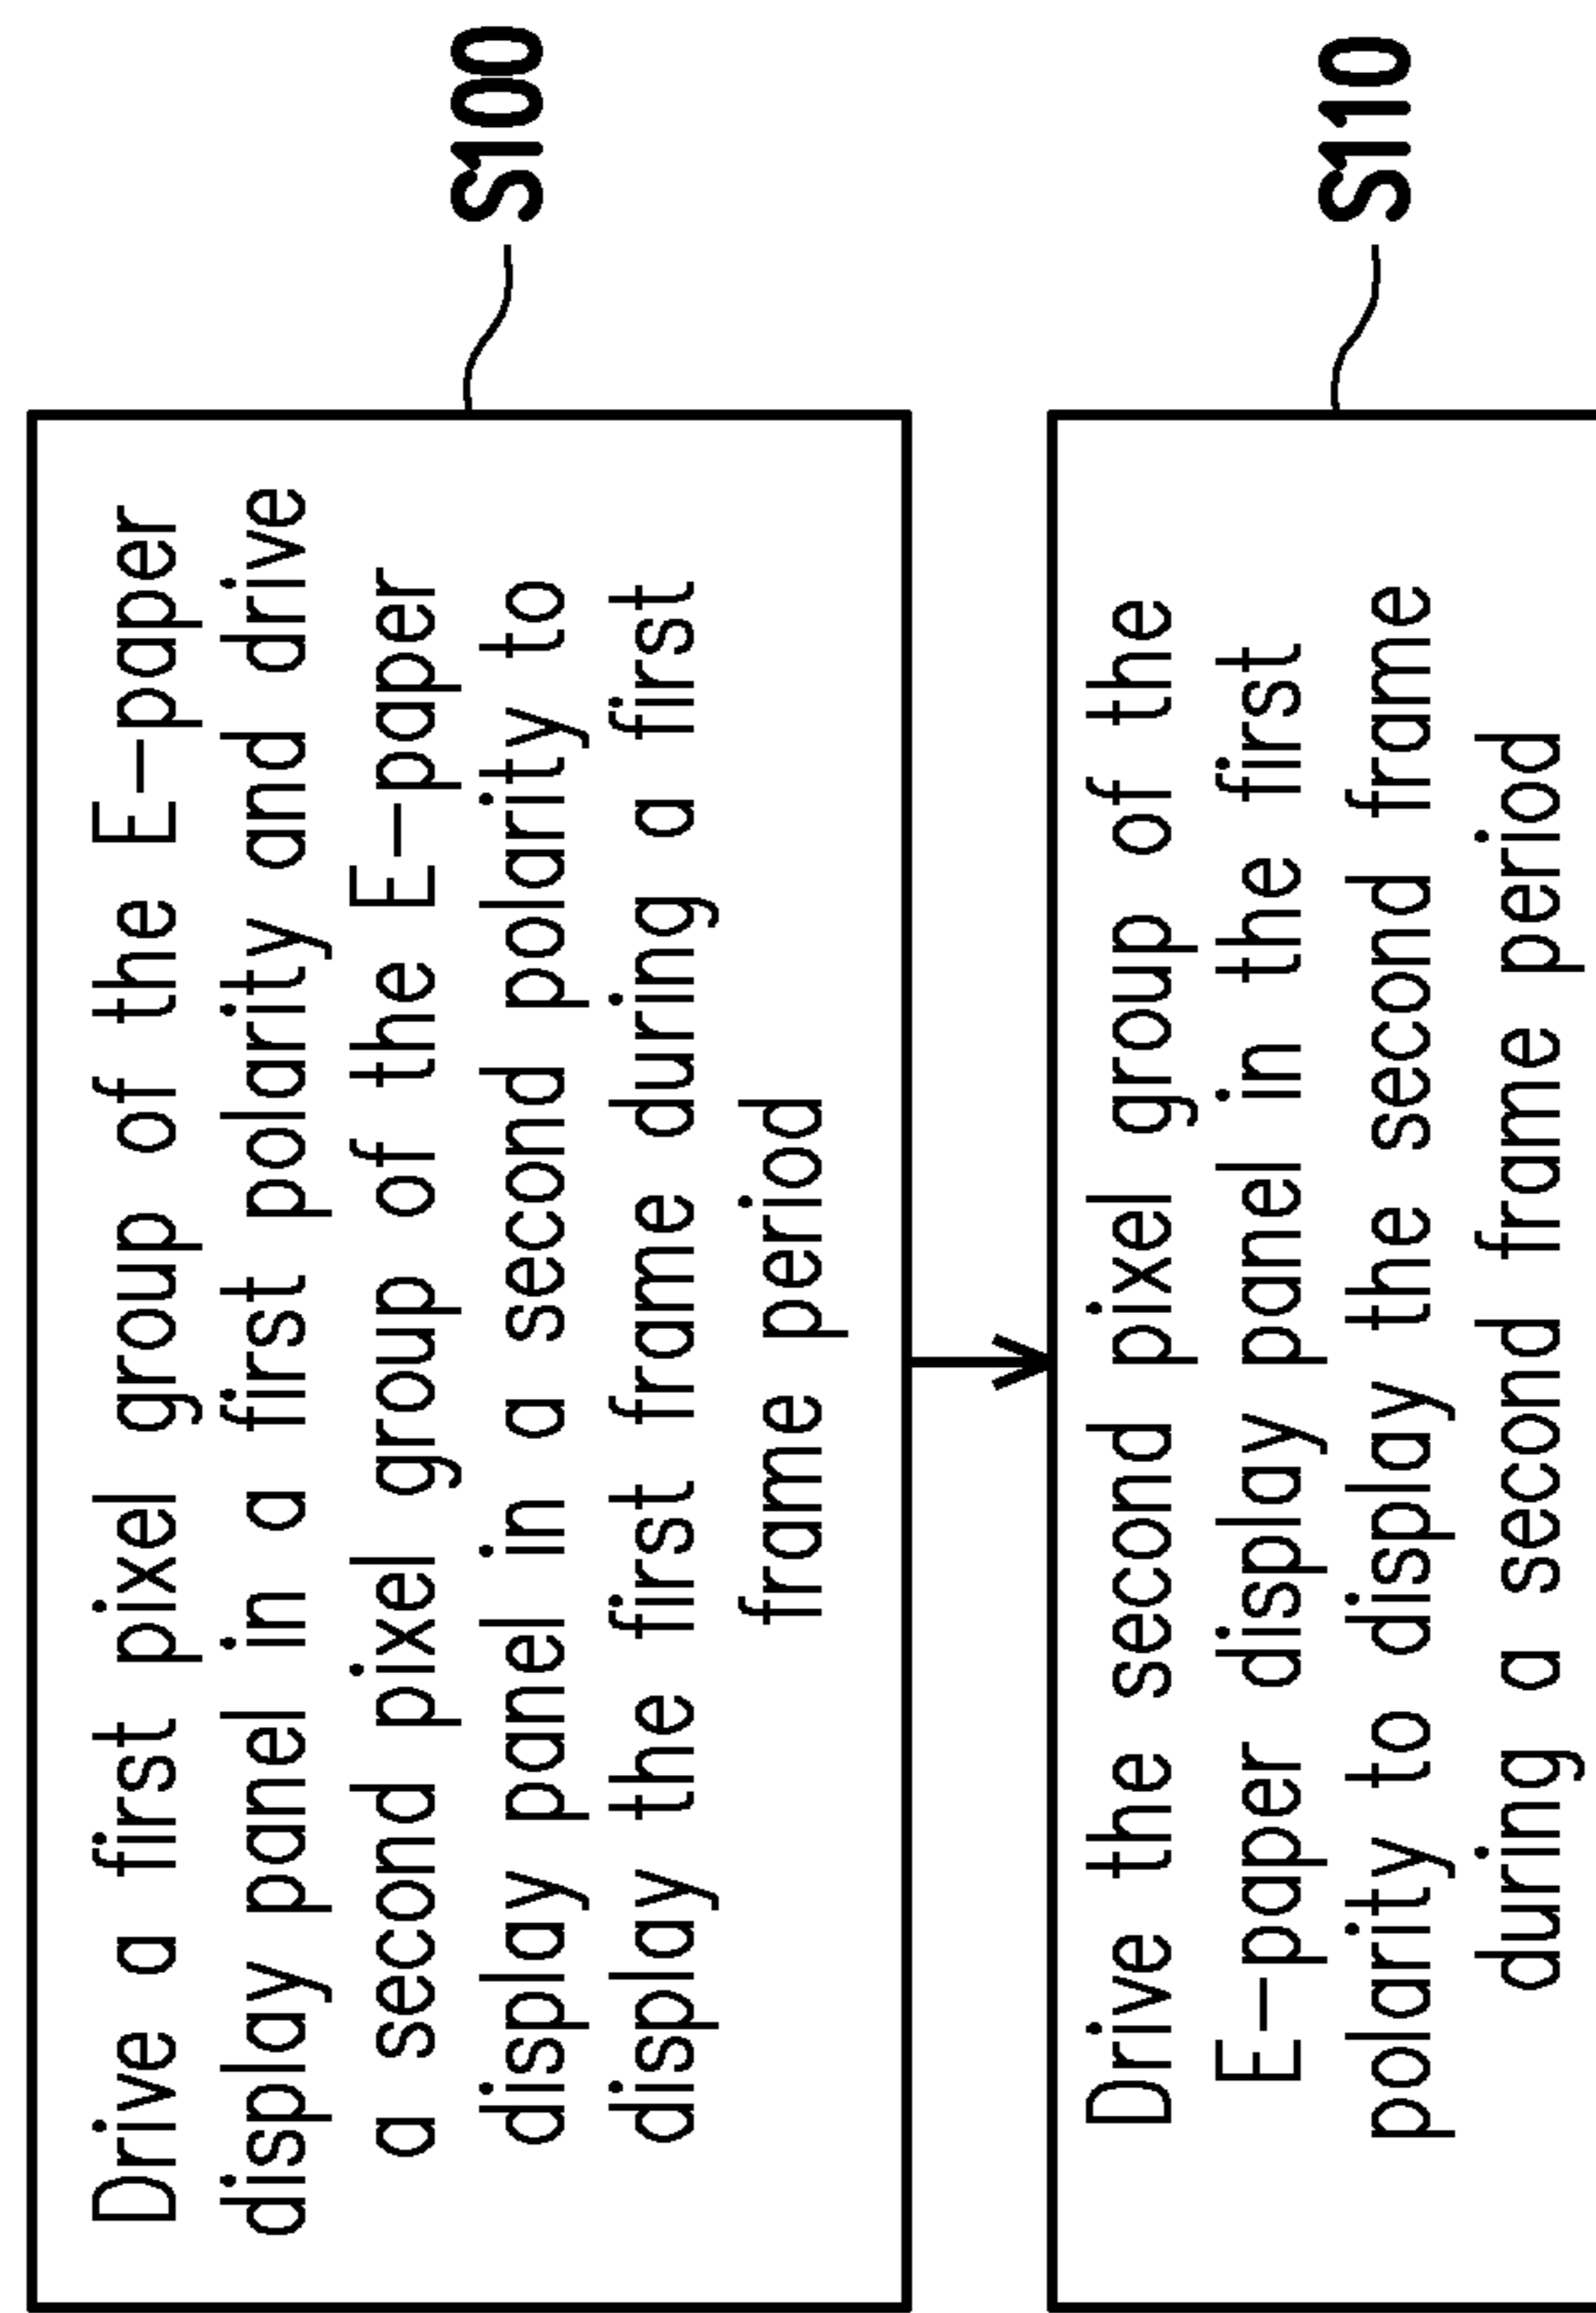 Drive a first pixel group of the E-paper
display panel in a first polarity and drive
a second pixel group of the E-paper
display panel in a second polarity to
display the first frame during a first
frame period
S100
Drive the second pixel group of the
E-paper display panel in the first
polarity to display the second frame
during a second frame period
S110